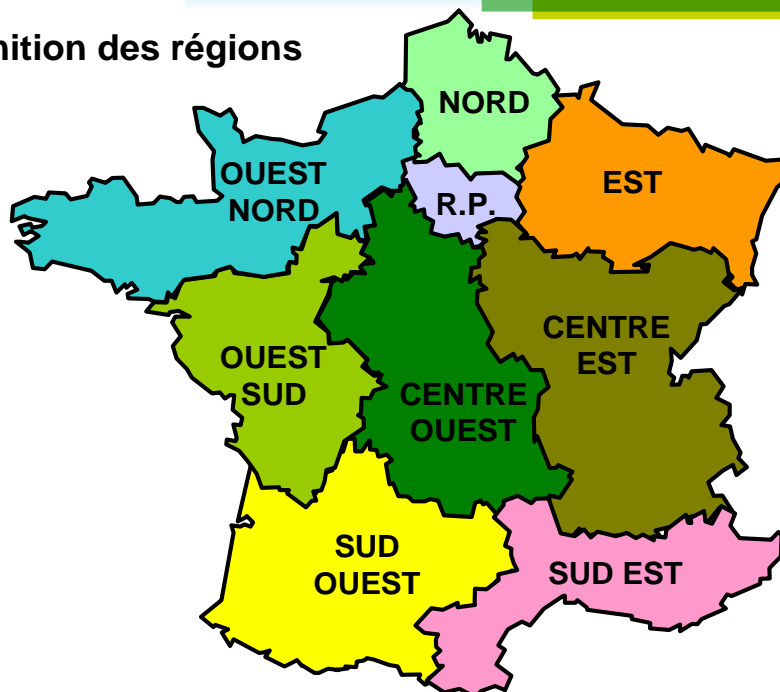 nition des régions
NORD
OUEST
NORD
R.P.
EST
OUEST
SUD
CENTRE
EST
CENTRE
OUEST
SUD
OUEST
SUD EST